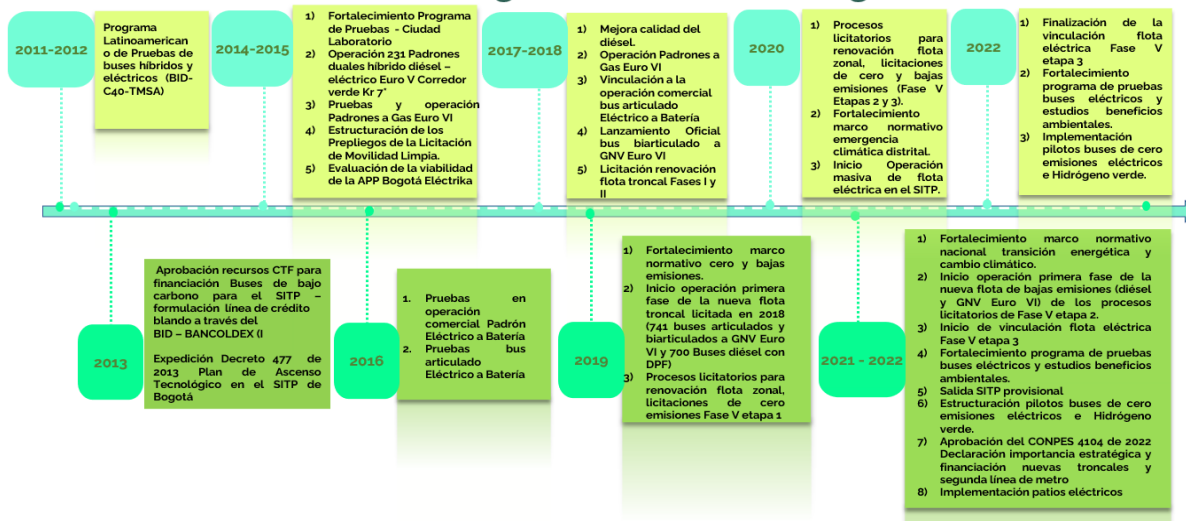 2011-2012
Programa
Latinoamerican
o de Pruebas de
buses híbridos y
eléctricos (BID-
C40-TMSA)
2014-2015
1) Fortalecimiento Programa
de Pruebas - Ciudad
Laboratorio
2) Operación 231 Padrones
duales híbrido diésel –
eléctrico Euro V Corredor
verde Kr 7*
3) Pruebas y operación
Padrones a Gas Euro VI
4) Estructuración de los
Prepliegos de la Licitación
de Movilidad Limpia.
5) Evaluación de la viabilidad
de la APP Bogotá Eléktrika
2017-2018
1) Mejora calidad del
diésel.
2) Operación Padrones a
Gas Euro VI
3) Vinculación a la
operación comercial
bus articulado
Eléctrico a Batería
4) Lanzamiento Oficial
bus biarticulado a
GNV Euro VI
5) Licitación renovación
flota troncal Fases I y
II
2020
1) Procesos
licitatorios para
renovación flota
zonal, licitaciones
de cero y bajas
emisiones (Fase V
Etapas 2 y 3).
2) Fortalecimiento
marco normativo
emergencia
climática distrital.
3) Inicio Operación
masiva de flota
eléctrica en el SITP.
2022
1) Finalización de la
vinculación flota
eléctrica Fase V
etapa 3
2) Fortalecimiento
programa de pruebas
buses eléctricos y
estudios beneficios
ambientales.
3) Implementación
pilotos buses de cero
emisiones eléctricos
e Hidrógeno verde.
2013
Aprobación recursos CTF para
financiación Buses de bajo
carbono para el SITP –
formulación línea de crédito
blando a través del
BID – BANCOLDEX (I
Expedición Decreto 477 de
2013 Plan de Ascenso
Tecnológico en el SITP de
Bogotá
2016
1. Pruebas en
operación
comercial Padrón
Eléctrico a Batería
2. Pruebas bus
articulado
Eléctrico a Batería
2019
1) Fortalecimiento marco
normativo cero y bajas
emisiones.
2) Inicio operación primera
fase de la nueva flota
troncal licitada en 2018
(741 buses articulados y
biarticulados a GNV Euro
VI y 700 Buses diésel con
DPF)
3) Procesos licitatorios para
renovación flota zonal,
licitaciones de cero
emisiones Fase V etapa 1
2021 - 2022
1) Fortalecimiento marco normativo
nacional transición energética y
cambio climático.
2) Inicio operación primera fase de la
nueva flota de bajas emisiones (diésel
y GNV Euro VI) de los procesos
licitatorios de Fase V etapa 2.
3) Inicio de vinculación flota eléctrica
Fase V etapa 3
4) Fortalecimiento programa de pruebas
buses eléctricos y estudios beneficios
ambientales.
5) Salida SITP provisional
6) Estructuración pilotos buses de cero
emisiones eléctricos e Hidrógeno
verde.
7) Aprobación del CONPES 4104 de 2022
Declaración importancia estratégica y
financiación nuevas troncales y
segunda línea de metro
8) Implementación patios eléctricos